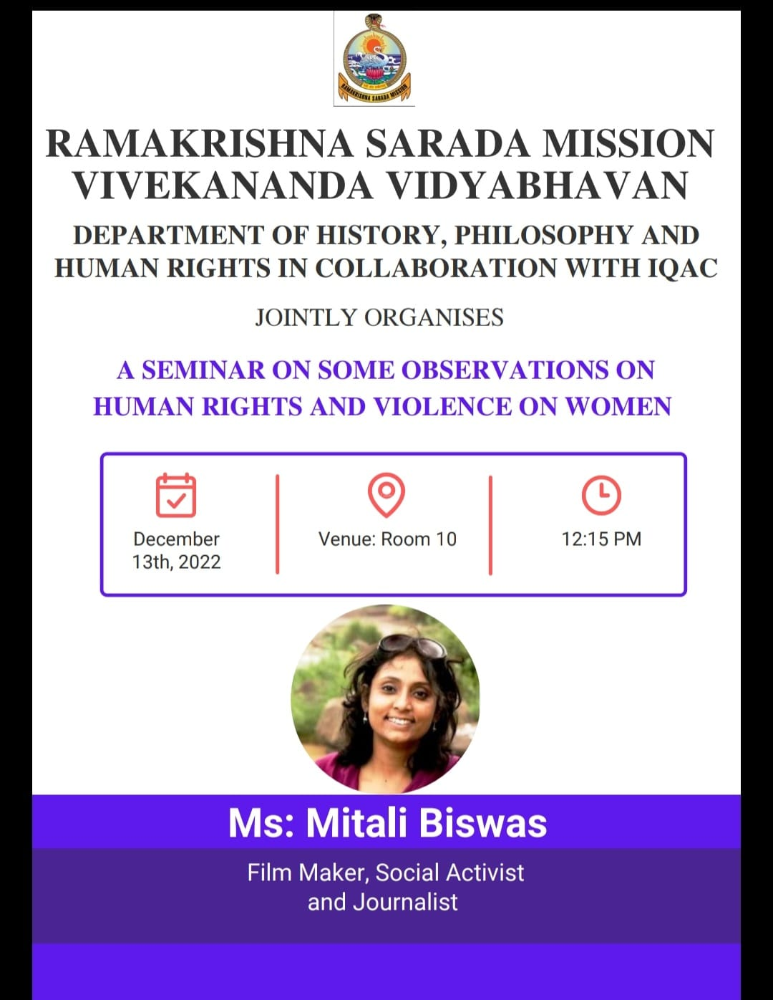 RAMAKRISHNA SARADA MISSION
RAMAKRISHNA SARADA MISSION
VIVEKANANDA VIDYABHAVAN
DEPARTMENT OF HISTORY, PHILOSOPHY AND
HUMAN RIGHTS IN COLLABORATION WITH IQAC
JOINTLY ORGANISES
A SEMINAR ON SOME OBSERVATIONS ON
HUMAN RIGHTS AND VIOLENCE ON WOMEN
December
13th, 2022
Venue: Room 10
12:15 PM
Ms: Mitali Biswas
Film Maker, Social Activist
and Journalist